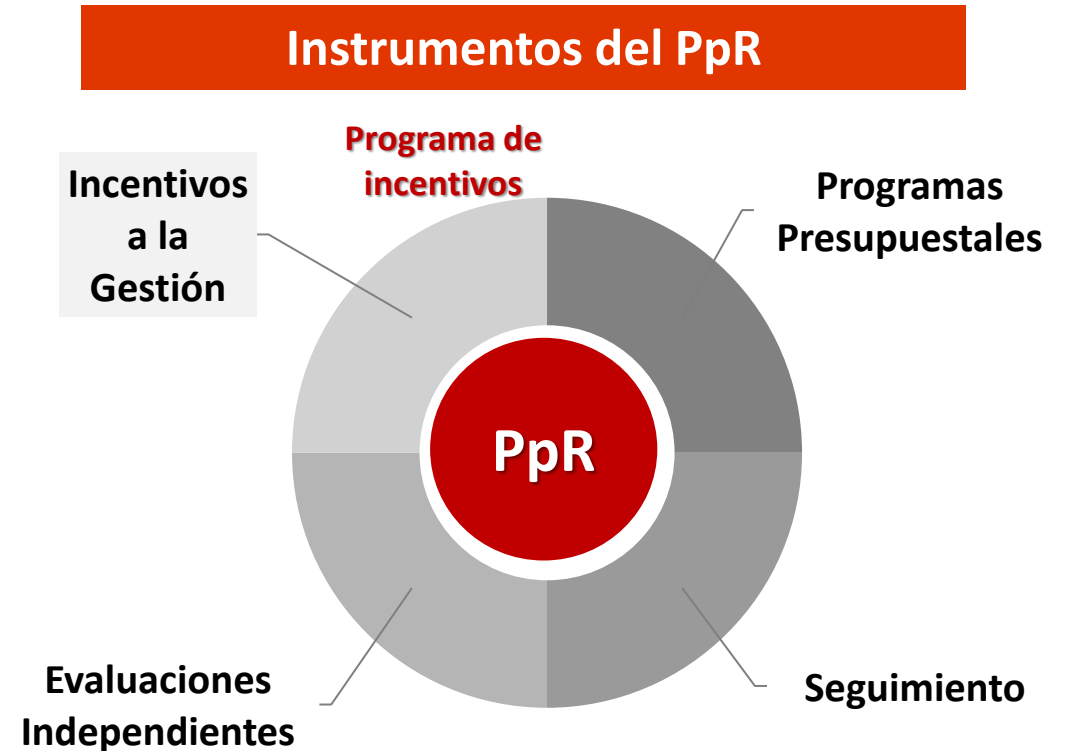 Instrumentos del PpR
Programa de
incentivos
Incentivos
a la
Gestión
Programas
Presupuestales
PpR
Evaluaciones
Independientes
Seguimiento